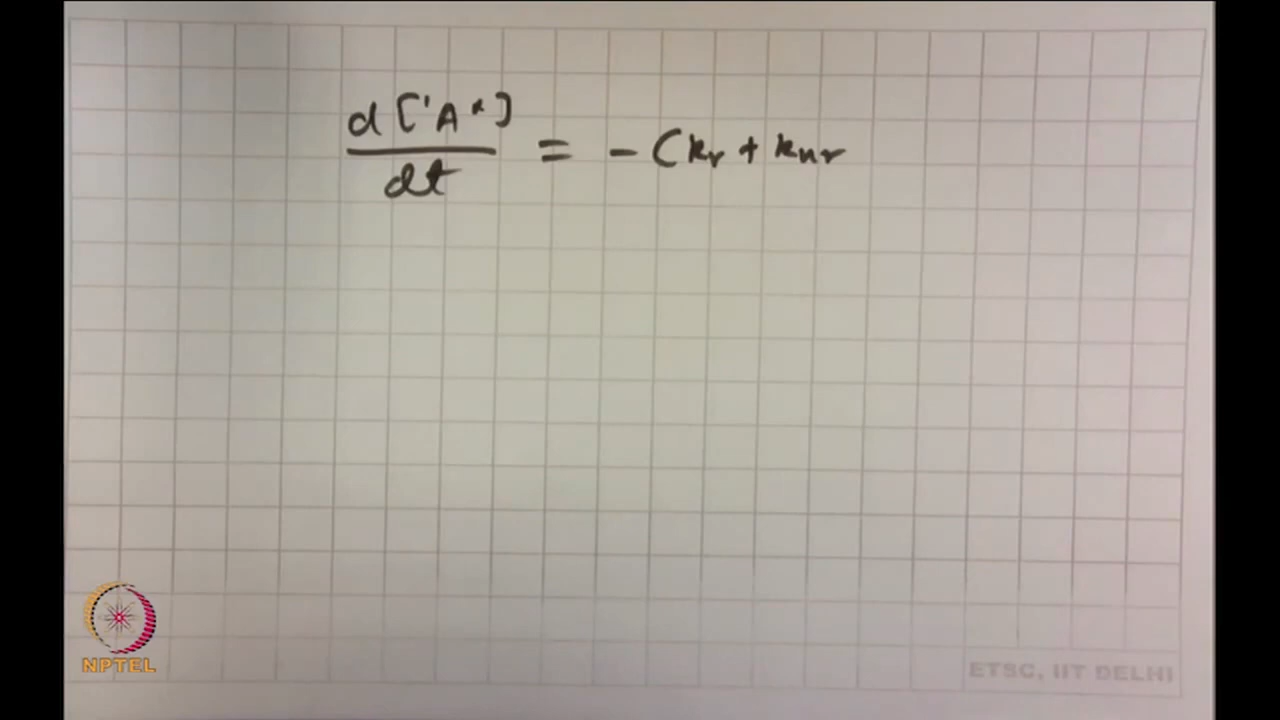 d['A*]
――― = -(kr + knr
dt
NPTEL
ETSC, IIT DELHI